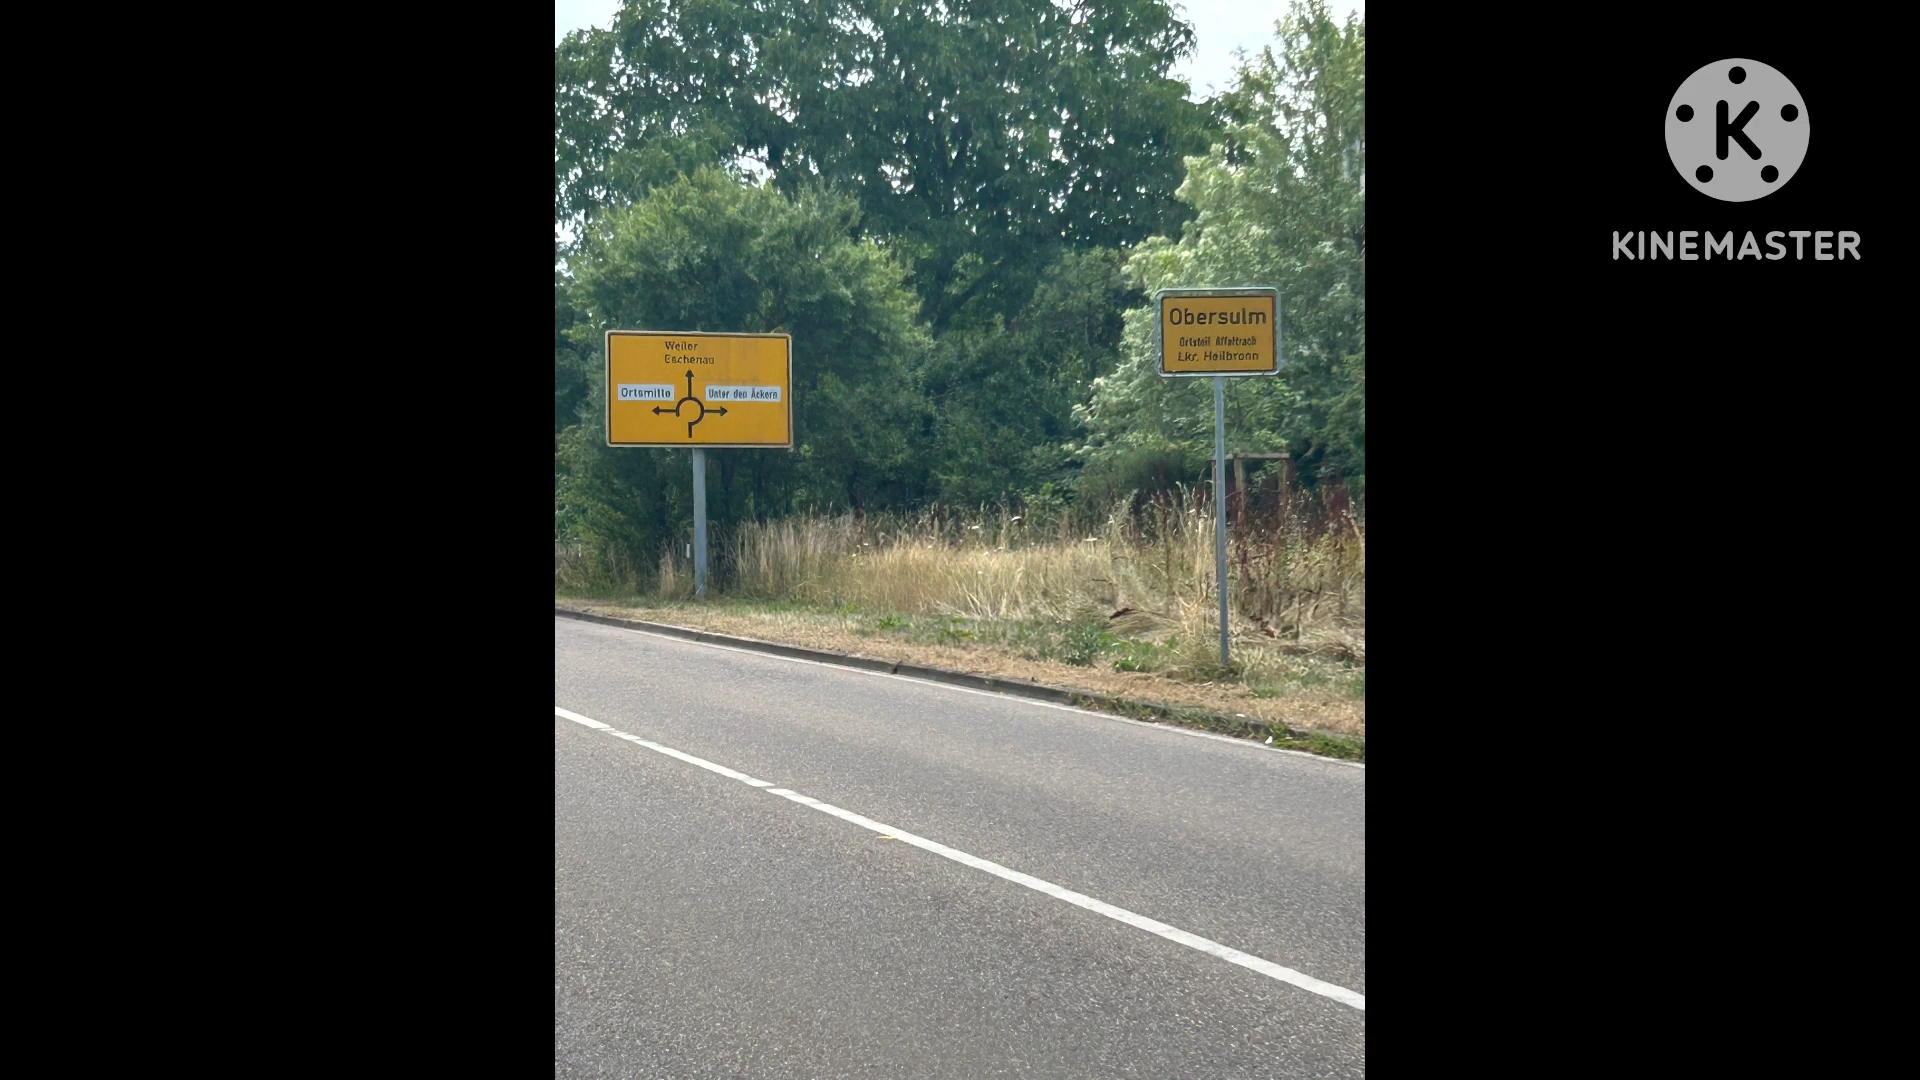 Weiler
Eschenau
Ortsmitte
Unter den Äckern
Obersulm
Ortsteil Affaltrach
Lkr. Heilbronn
K
KINEMASTER